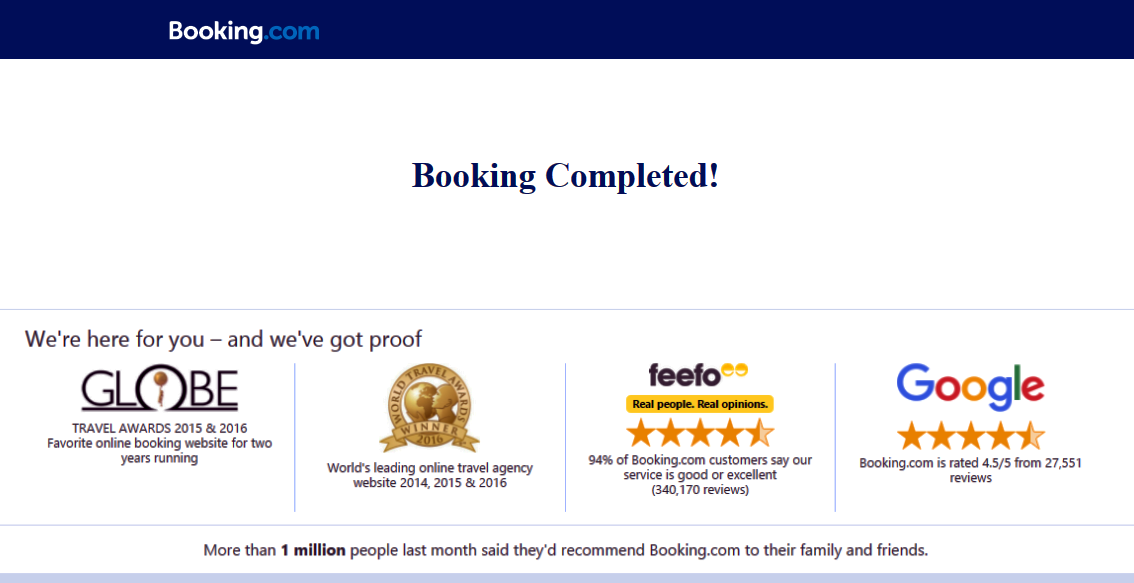 Booking.com
Booking Completed!
We're here for you – and we've got proof
GLOBE
TRAVEL AWARDS 2015 & 2016
Favorite online booking website for two
years running
WORLD TRAVEL AWARDS
WINNER
2016
World's leading online travel agency
website 2014, 2015 & 2016
feefo
Real people. Real opinions.
94% of Booking.com customers say our
service is good or excellent
(340,170 reviews)
Google
Booking.com is rated 4.5/5 from 27,551
reviews
More than 1 million people last month said they'd recommend Booking.com to their family and friends.